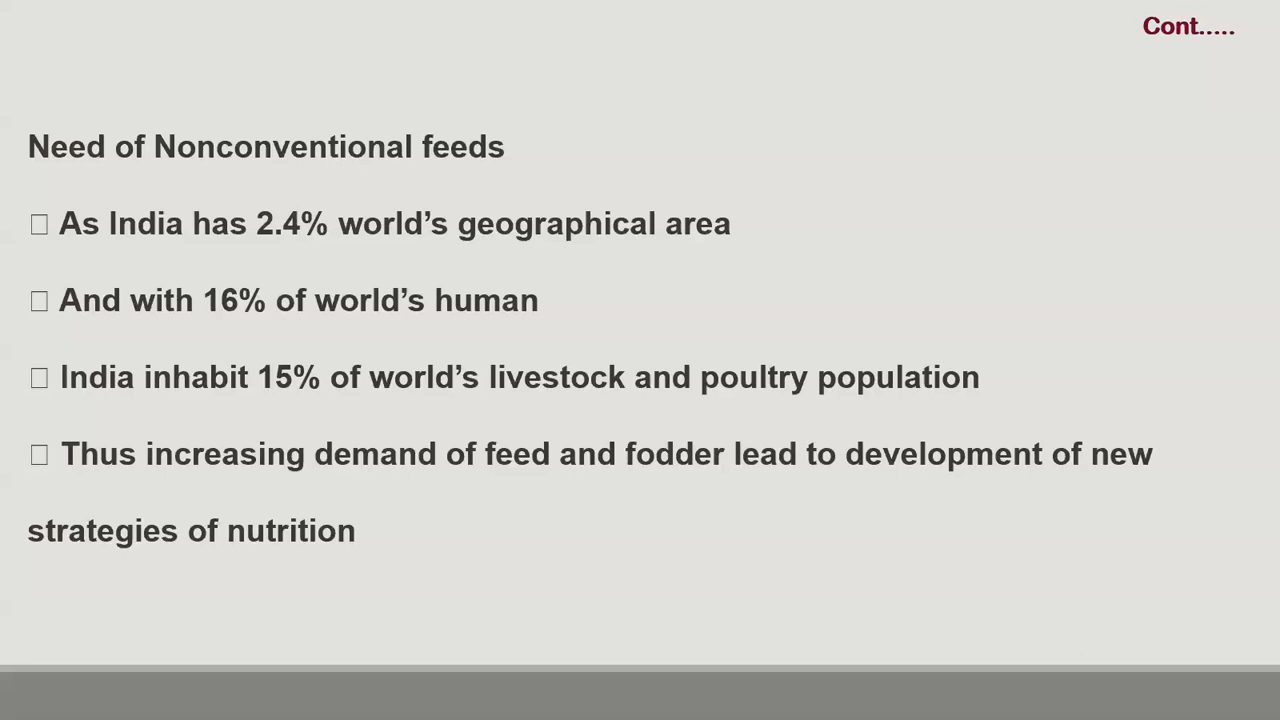 Cont.....
Need of Nonconventional feeds
□ As India has 2.4% world’s geographical area
□ And with 16% of world’s human
□ India inhabit 15% of world’s livestock and poultry population
□ Thus increasing demand of feed and fodder lead to development of new
strategies of nutrition